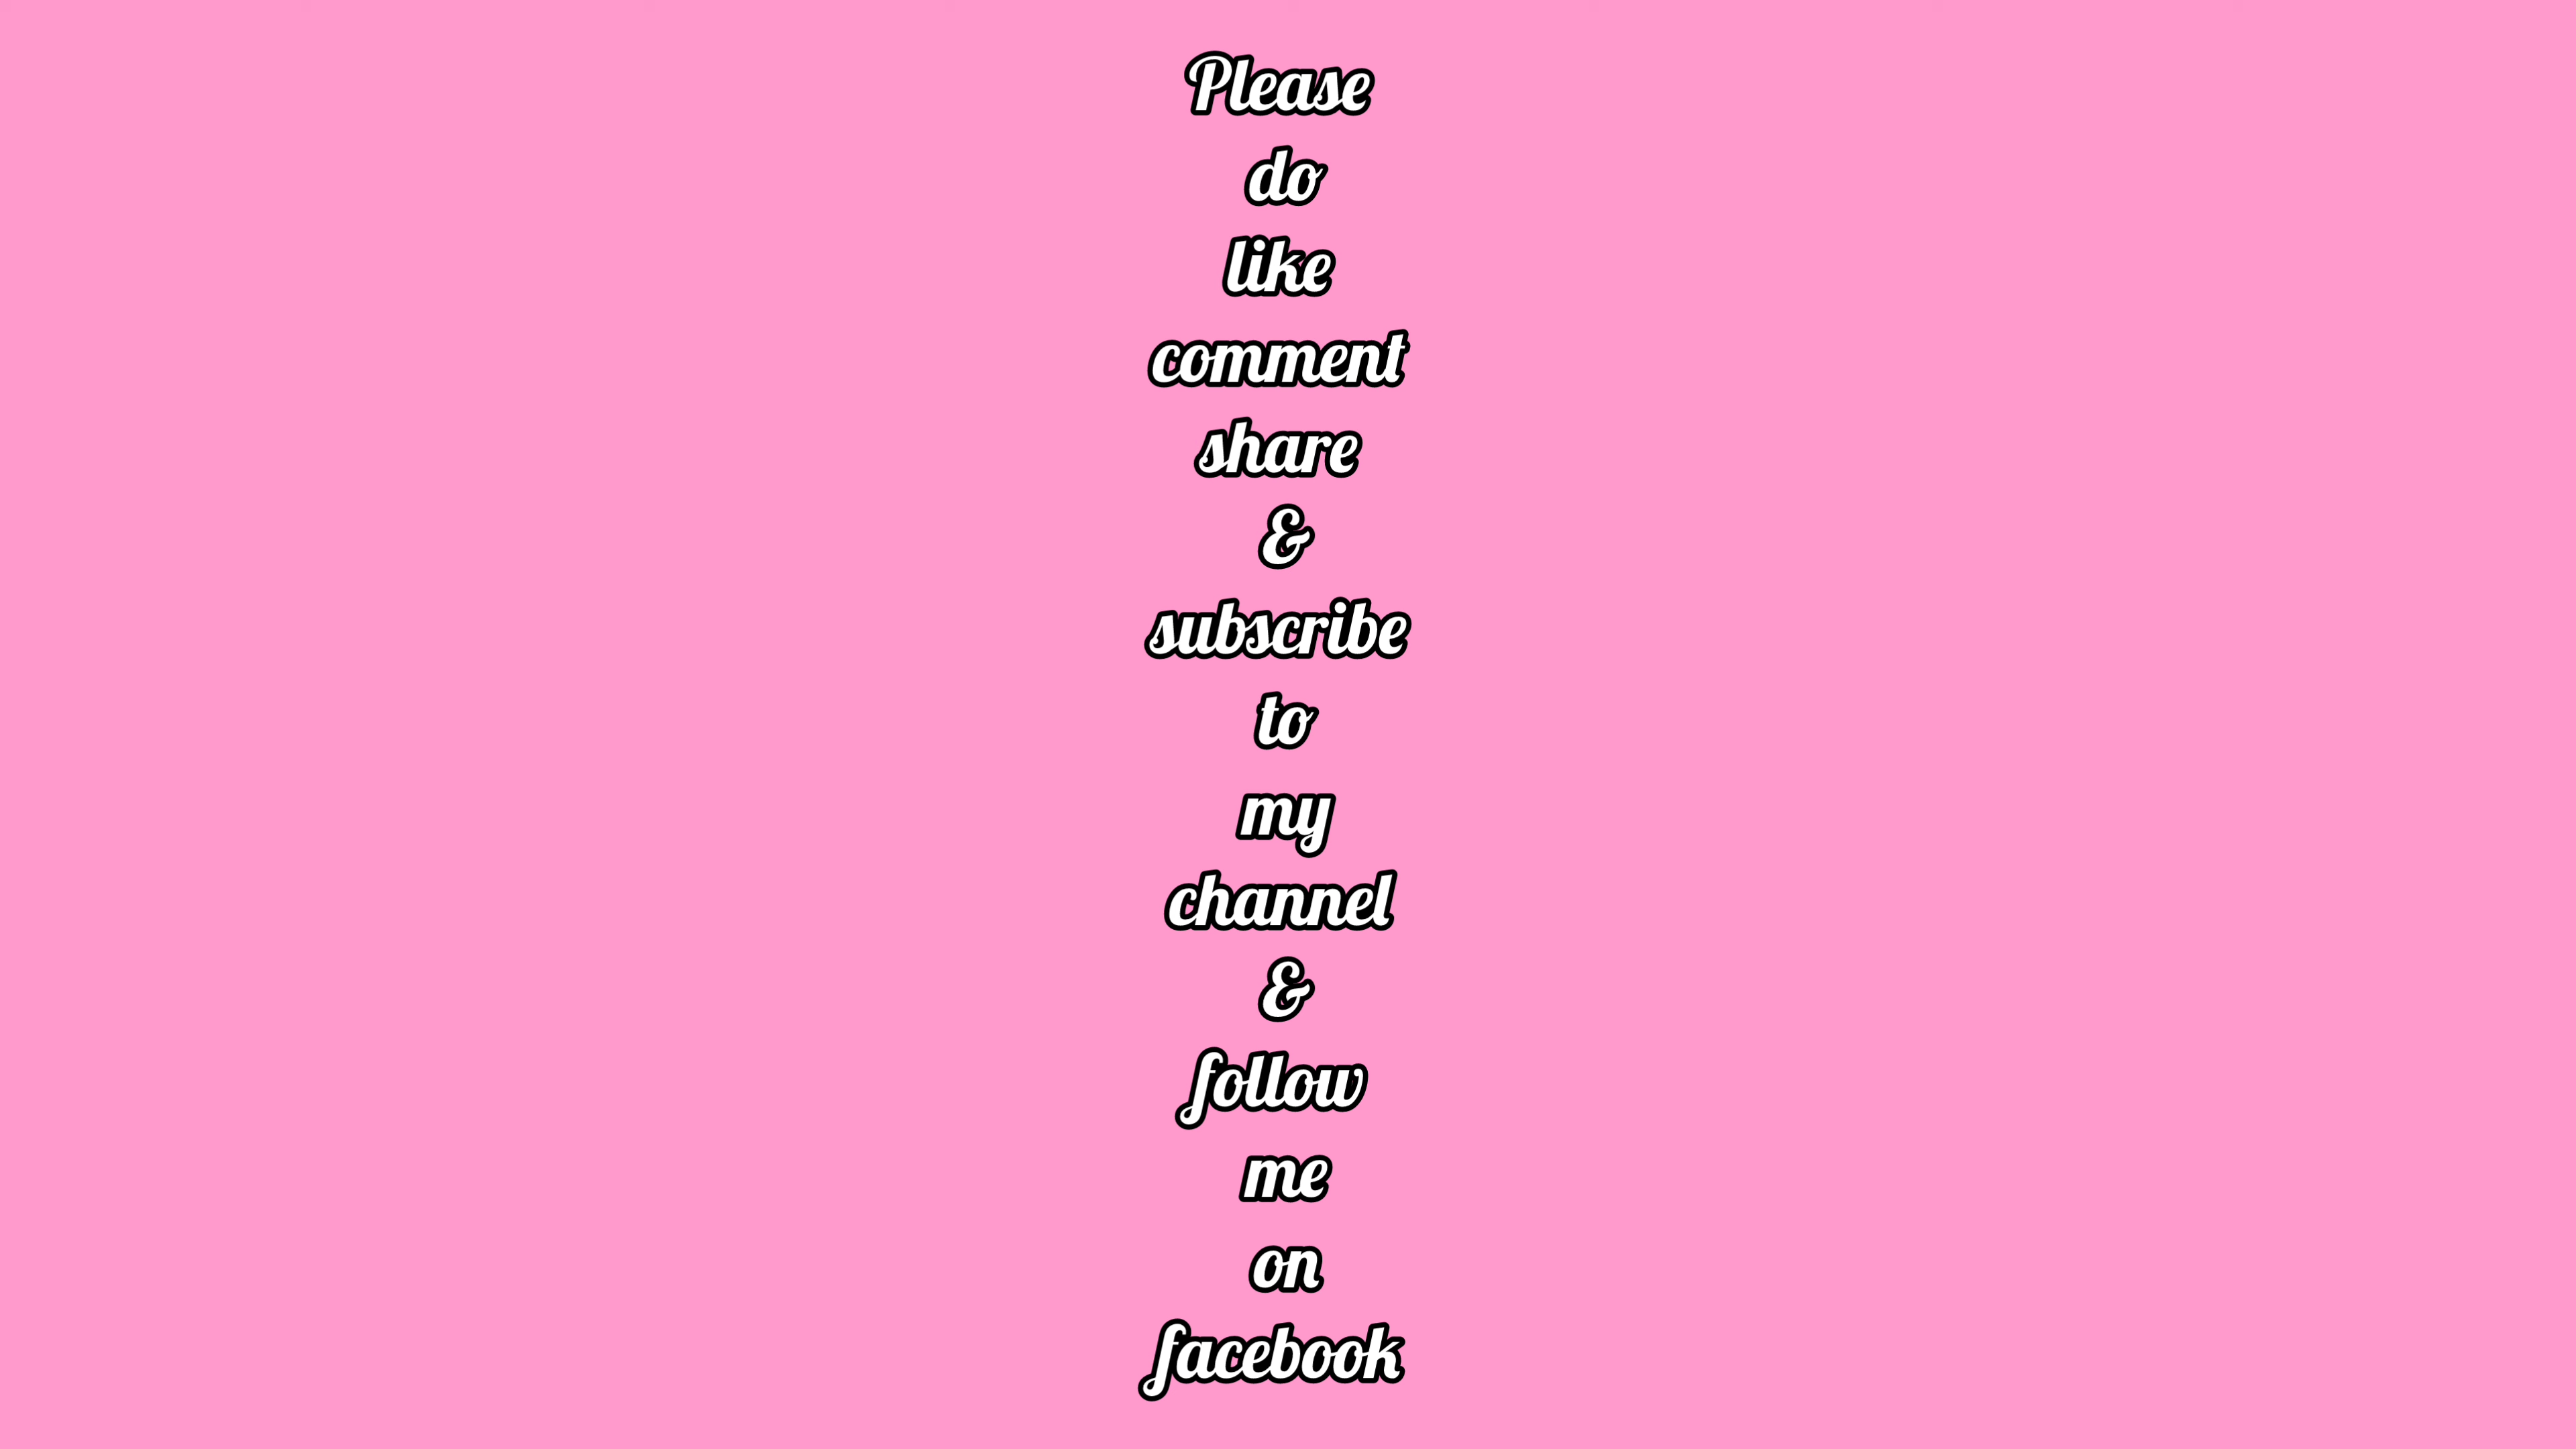 Please
do
like
comment
share
&
subscribe
to
my
channel
&
follow
me
on
facebook